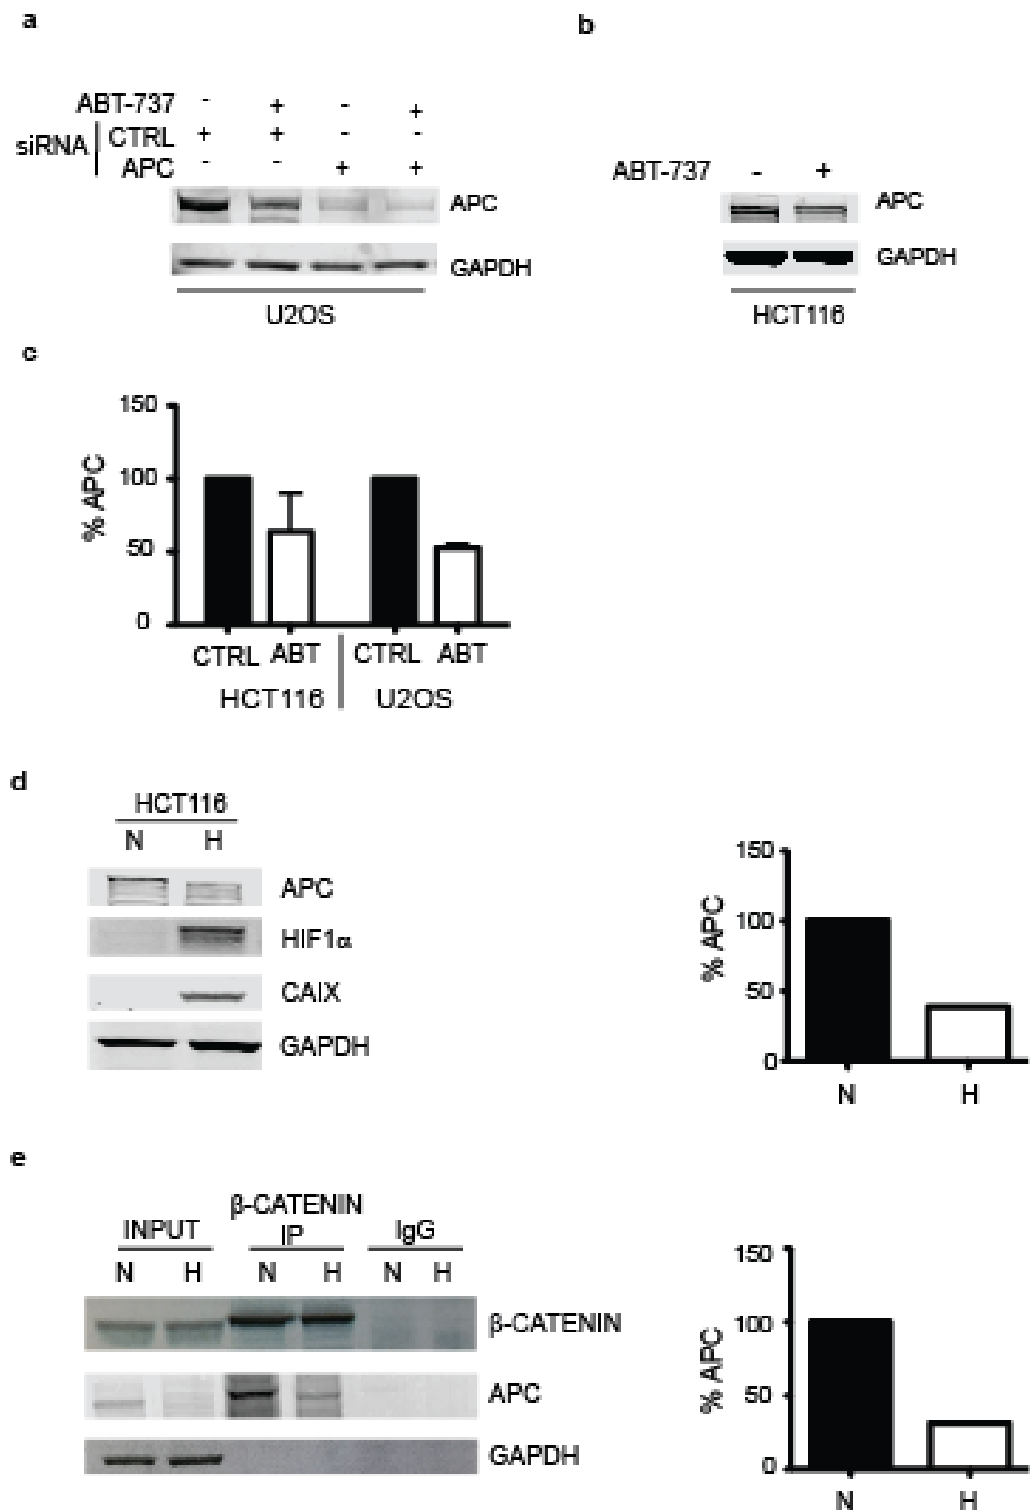 a
ABT-737 - + - +
siRNA CTRL + + - -
APC - - + +
APC
GAPDH
U2OS
b
ABT-737 - +
APC
GAPDH
HCT116
c
% APC
150
100
50
0
CTRL ABT CTRL ABT
HCT116 U2OS
d
HCT116
N H
APC
HIF1α
CAIX
GAPDH
% APC
150
100
50
0
N H
e
INPUT β-CATENIN IP IgG
N H N H N H
β-CATENIN
APC
GAPDH
% APC
150
100
50
0
N H